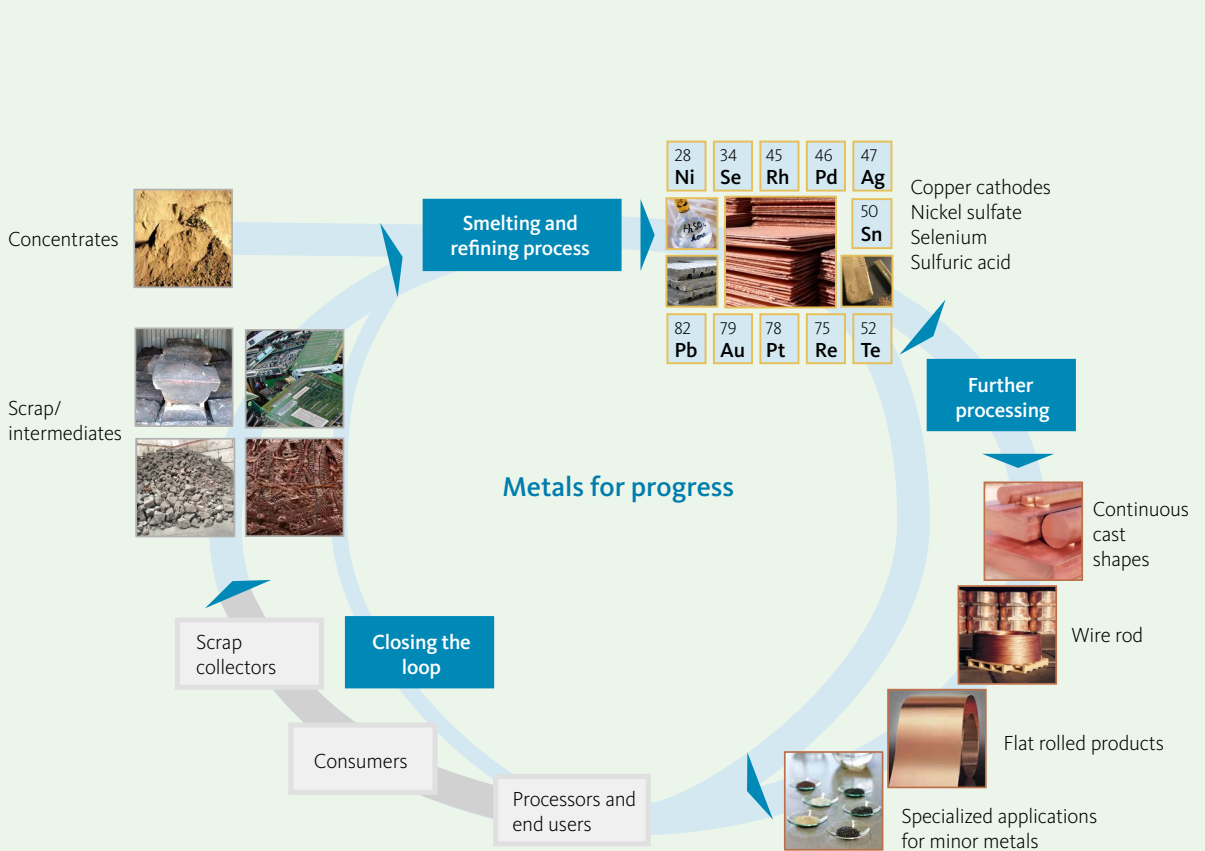 28
Ni
34
Se
45
Rh
46
Pd
47
Ag
Copper cathodes
Nickel sulfate
Selenium
Sulfuric acid
Smelting and
refining process
50
Sn
Concentrates
82
Pb
79
Au
78
Pt
75
Re
52
Te
Further
processing
Scrap/
intermediates
Metals for progress
Continuous
cast
shapes
Wire rod
Scrap
collectors
Closing the
loop
Flat rolled products
Consumers
Processors and
end users
Specialized applications
for minor metals